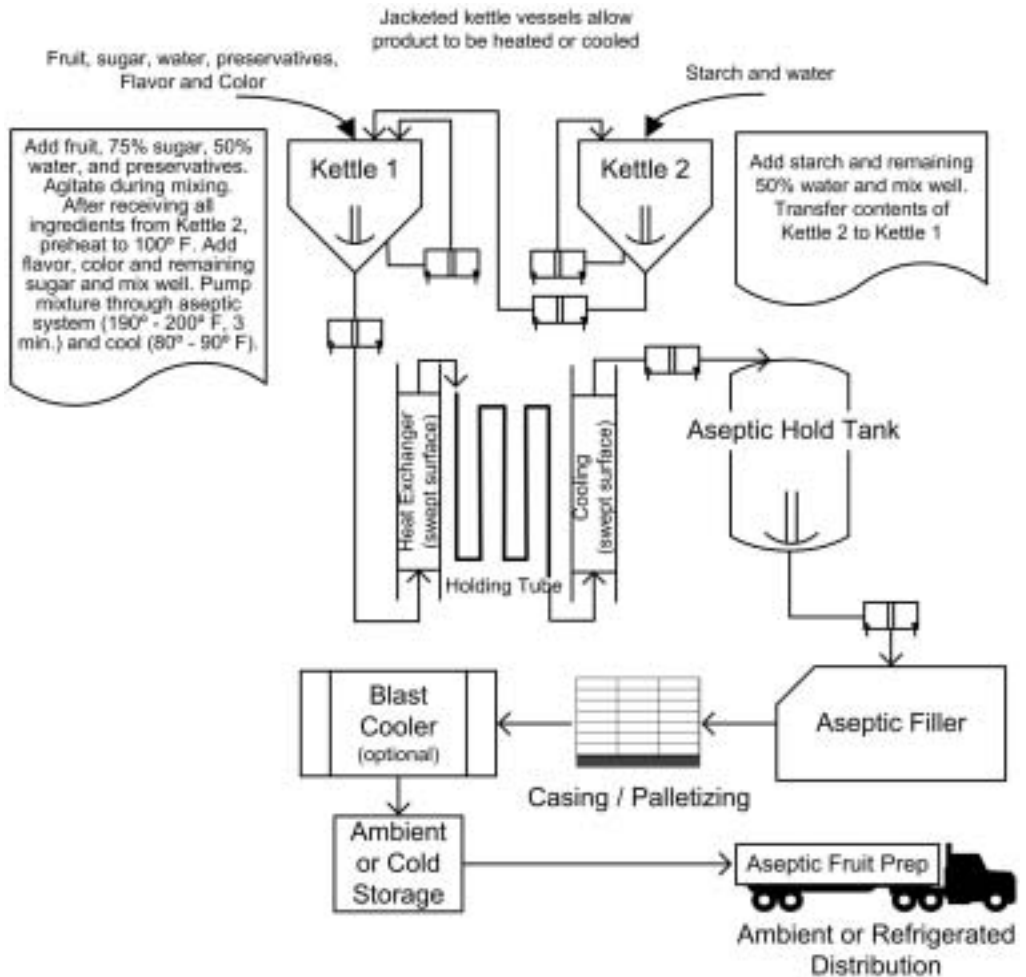 Jacketed kettle vessels allow
product to be heated or cooled
Fruit, sugar, water, preservatives,
Flavor and Color
Starch and water
Add fruit, 75% sugar, 50%
water, and preservatives.
Agitate during mixing.
After receiving all
ingredients from Kettle 2,
preheat to 100º F. Add
flavor, color and remaining
sugar and mix well. Pump
mixture through aseptic
system (190º - 200º F, 3
min.) and cool (80º - 90º F).
Kettle 1
Kettle 2
Add starch and remaining
50% water and mix well.
Transfer contents of
Kettle 2 to Kettle 1
Heat Exchanger
(swept surface)
Holding Tube
Cooling
(swept surface)
Aseptic Hold Tank
Blast
Cooler
(optional)
Casing / Palletizing
Aseptic Filler
Ambient
or Cold
Storage
Aseptic Fruit Prep
Ambient or Refrigerated
Distribution